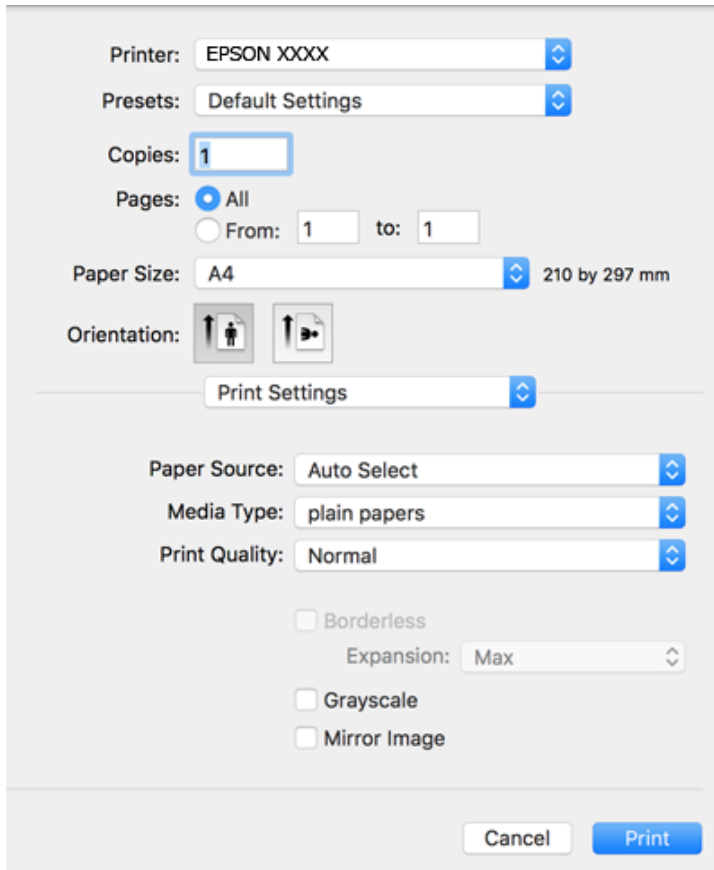 Printer: EPSON XXXX
Presets: Default Settings
Copies: 1
Pages: All
From: 1 to: 1
Paper Size: A4 210 by 297 mm
Orientation:
Print Settings
Paper Source: Auto Select
Media Type: plain papers
Print Quality: Normal
Borderless
Expansion: Max
Grayscale
Mirror Image
Cancel Print